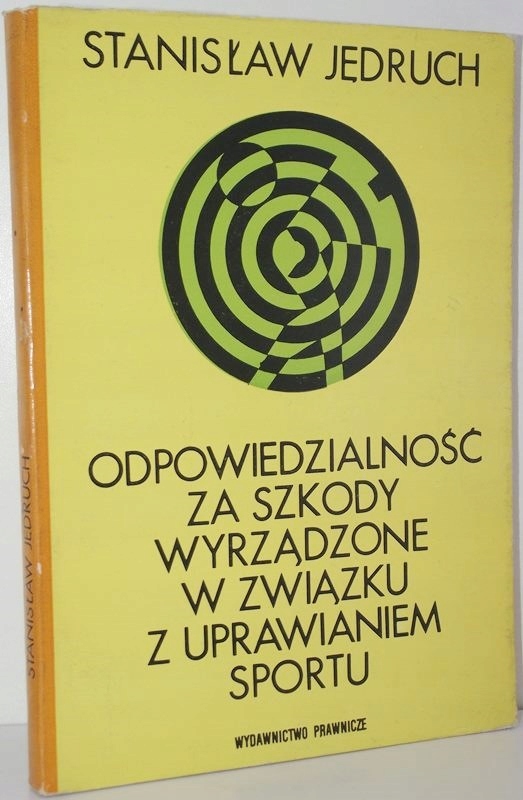 STANISŁAW JĘDRUCH
ODPOWIEDZIALNOŚĆ
ZA SZKODY
WYRZĄDZONE
W ZWIĄZKU
Z UPRAWIANIEM
SPORTU
WYDAWNICTWO PRAWNICZE
STANISŁAW JĘDRUCH